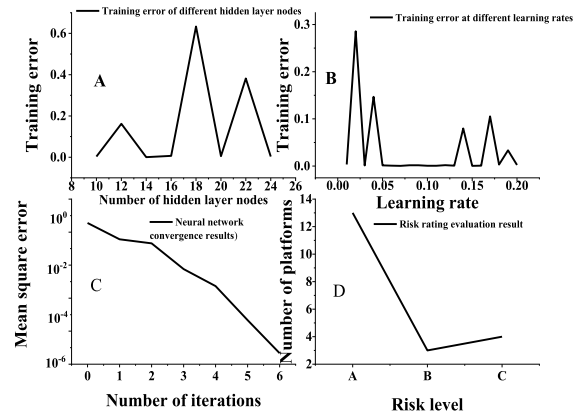 Training error of different hidden layer nodes
A
Training error
0.6
0.4
0.2
0.0
8 10 12 14 16 18 20 22 24 26
Number of hidden layer nodes
Training error at different learning rates
B
Training error
0.3
0.2
0.1
0.0
0.00 0.05 0.10 0.15 0.20
Learning rate
Neural network
convergence results)
C
Mean square error
10^0
10^-2
10^-4
10^-6
0 1 2 3 4 5 6
Number of iterations
Risk rating evaluation result
D
Number of platforms
14
12
10
8
6
4
2
A B C
Risk level